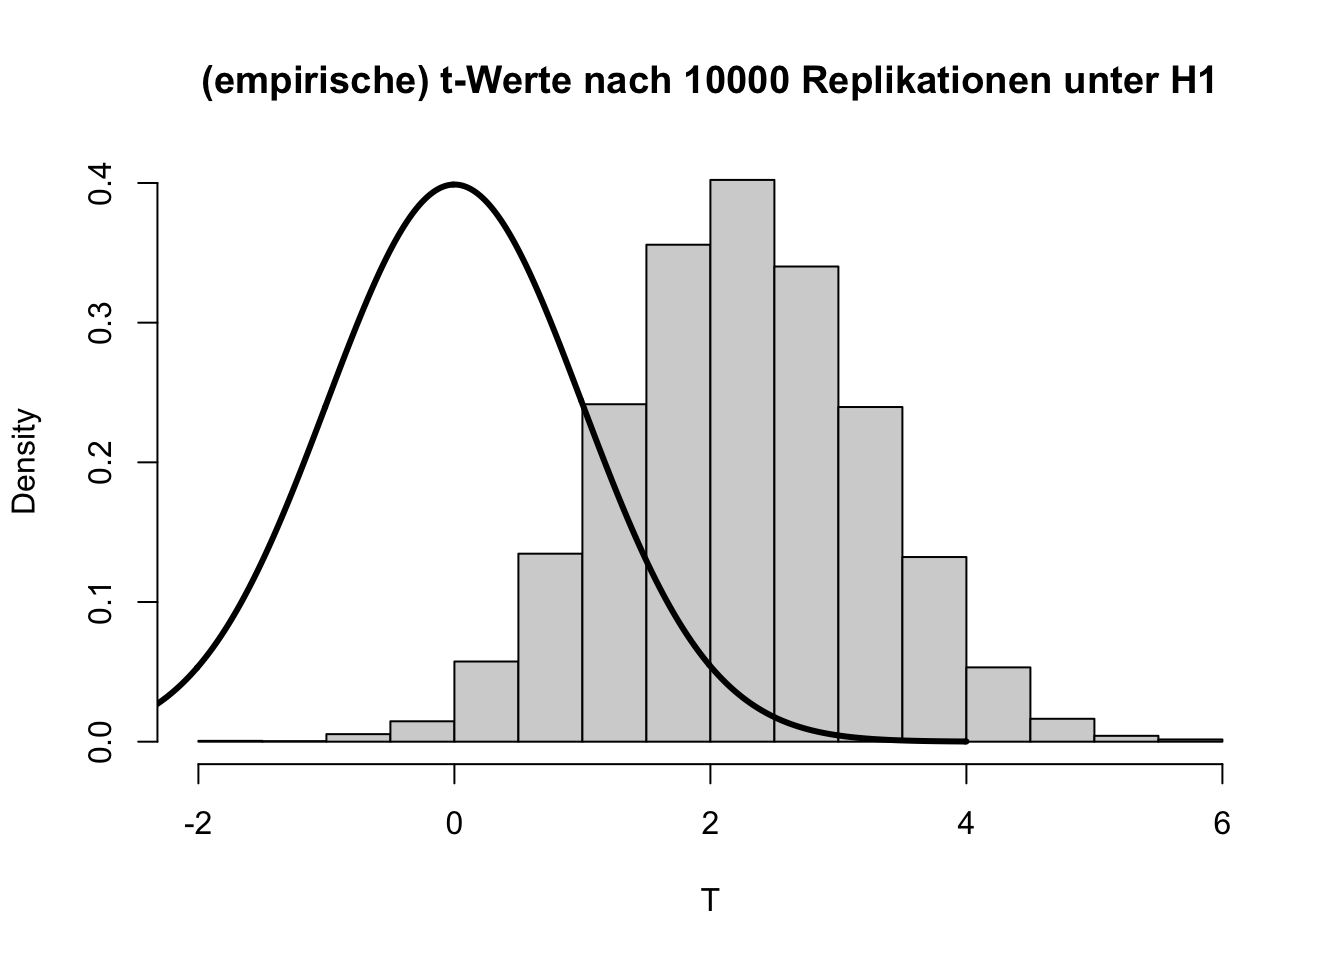 (empirische) t-Werte nach 10000 Replikationen unter H1
Density
0.4
0.3
0.2
0.1
0.0
-2 0 2 4 6
T